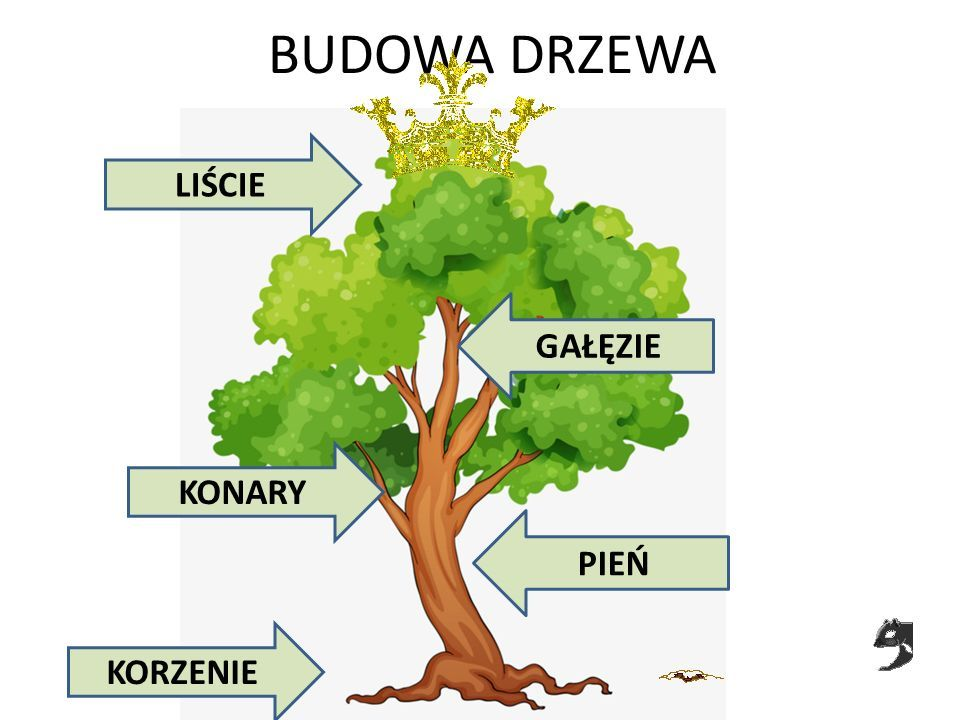 BUDOWA DRZEWA
LIŚCIE
GAŁĘZIE
KONARY
PIEŃ
KORZENIE